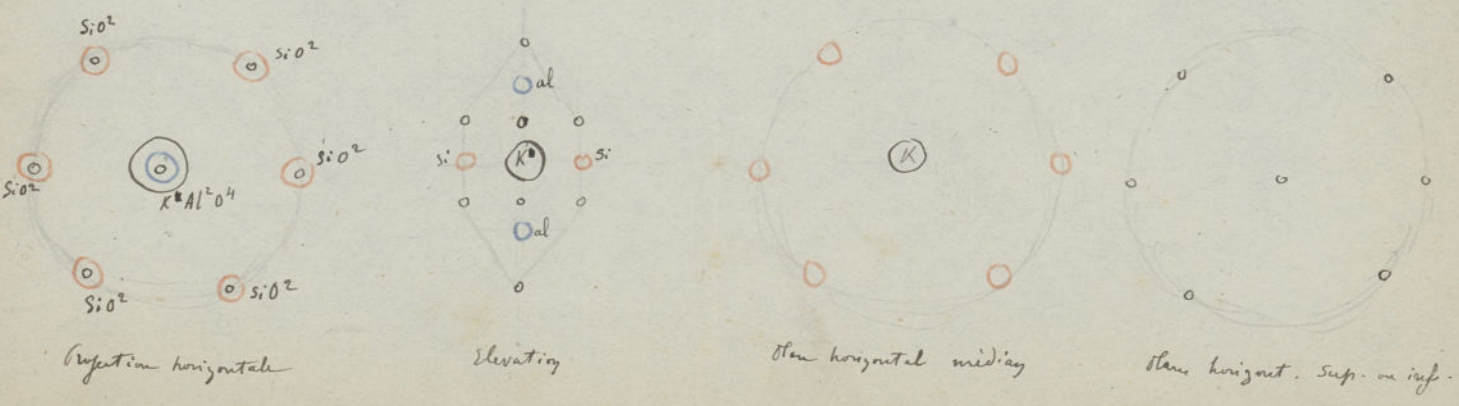 SiO²
SiO²
SiO²
SiO²
SiO²
SiO²
K Al²O⁴
Projection horizontale
al
Si
K
Si
al
Elevation
K
Plan horizontal médian
Plan horizont. Sup. ou inf.